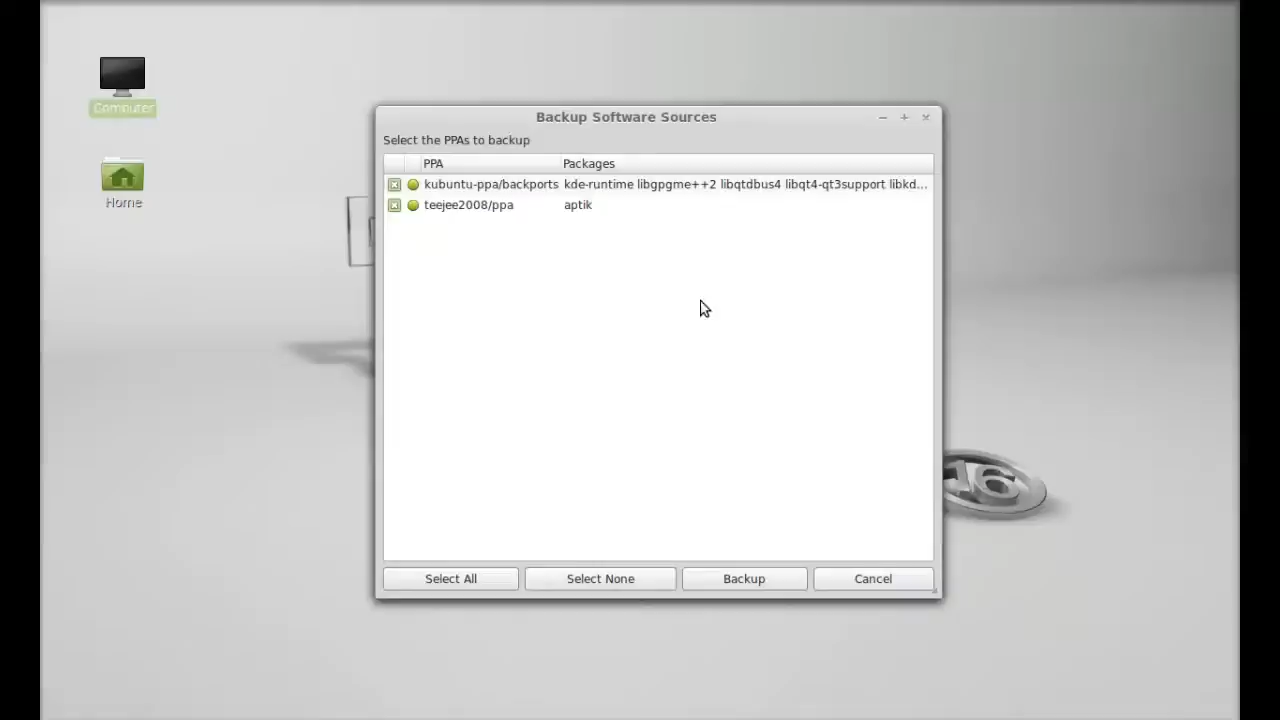 Computer
Home
Backup Software Sources
Select the PPAs to backup
PPA Packages
kubuntu-ppa/backports kde-runtime libgpgme++2 libqtdbus4 libqt4-qt3support libkd...
teejee2008/ppa aptik
16
Select All Select None Backup Cancel